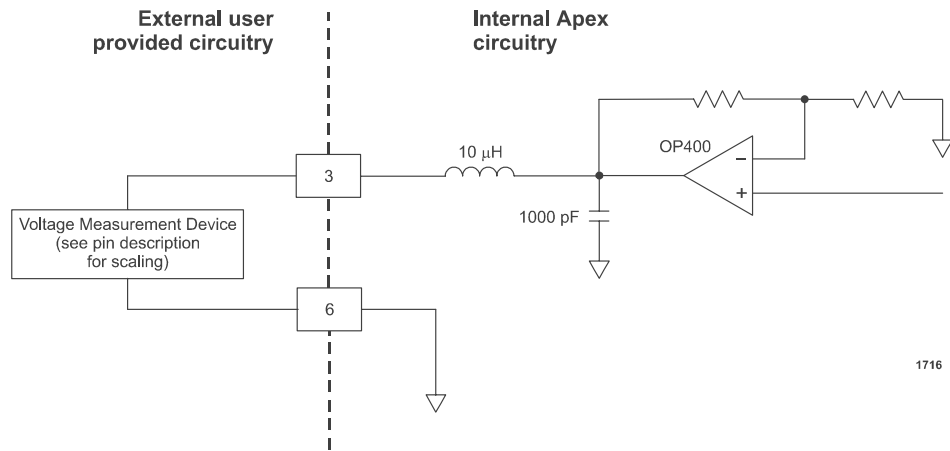 External user
provided circuitry
Internal Apex
circuitry
OP400
10 μH
3
–
+
1000 pF
Voltage Measurement Device
(see pin description
for scaling)
6
1716